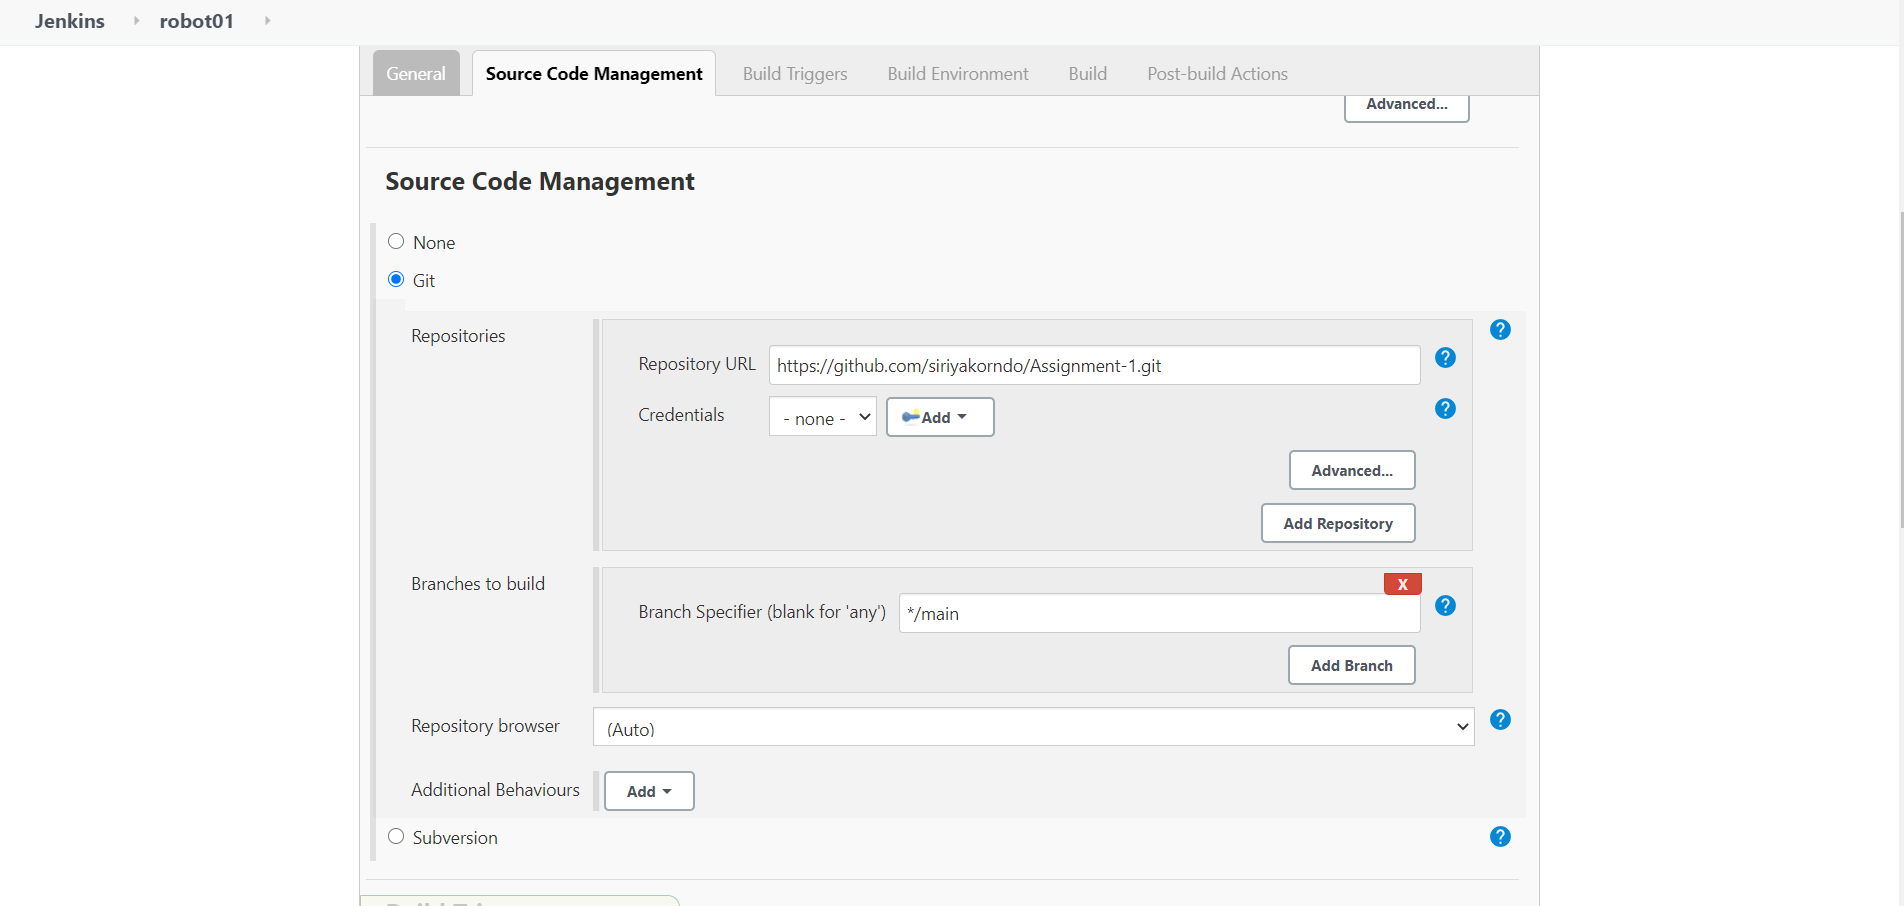 Jenkins robot01
General Source Code Management Build Triggers Build Environment Build Post-build Actions
Advanced...
Source Code Management
None
Git
Repositories
?
Repository URL https://github.com/siriyakorndo/Assignment-1.git ?
Credentials - none - Add ?
Advanced...
Add Repository
Branches to build
X
Branch Specifier (blank for 'any') */main ?
Add Branch
Repository browser (Auto) ?
Additional Behaviours Add
Subversion ?